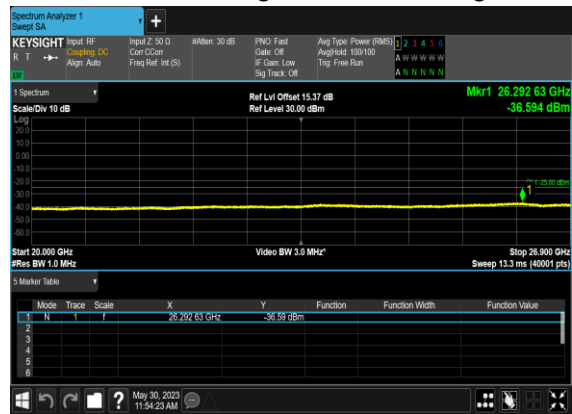 Spectrum Analyzer 1
Swept SA
+
KEYSIGHT Input: RF Input Z: 50 Ω #Atten: 30 dB PNO: Fast Avg Type: Power (RMS) 1 2 3 4 5 6
R T Coupling: DC Corr CCorr Gate: Off Avg|Hold: 100/100 A W W W W W
Align: Auto Freq Ref: Int (S) IF Gain: Low Trig: Free Run
Sig Track: Off A N N N N N
1 Spectrum Ref Lvl Offset 15.37 dB Mkr1 26.292 63 GHz
Scale/Div 10 dB Ref Level 30.00 dBm -36.594 dBm
Log
20.0
10.0
0.00
-10.0
-20.0
-25.00 dBm
-30.0
1
-40.0
-50.0
-60.0
Start 20.000 GHz Video BW 3.0 MHz* Stop 26.900 GHz
#Res BW 1.0 MHz Sweep 13.3 ms (40001 pts)
5 Marker Table
Mode Trace Scale X Y Function Function Width Function Value
1 N 1 f 26.292 63 GHz -36.59 dBm
2
3
4
5
6
? May 30, 2023
11:54:23 AM